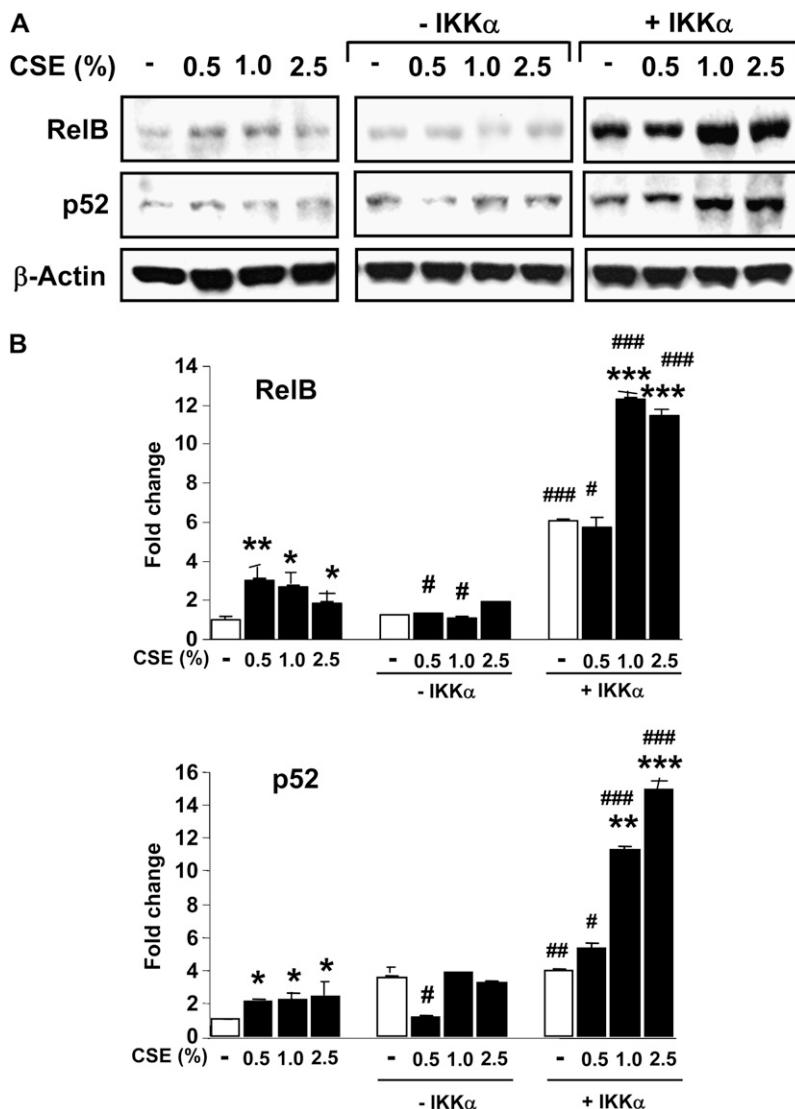 A
- IKKα + IKKα
CSE (%) - 0.5 1.0 2.5 - 0.5 1.0 2.5 - 0.5 1.0 2.5
RelB
p52
β-Actin
B
RelB
Fold change
14
12
10
8
6
4
2
0
** * * # # ### # ### *** ### ***
CSE (%) - 0.5 1.0 2.5 - 0.5 1.0 2.5 - 0.5 1.0 2.5
- IKKα + IKKα
p52
Fold change
16
14
12
10
8
6
4
2
0
* * * # ## # ### ** ### ***
CSE (%) - 0.5 1.0 2.5 - 0.5 1.0 2.5 - 0.5 1.0 2.5
- IKKα + IKKα